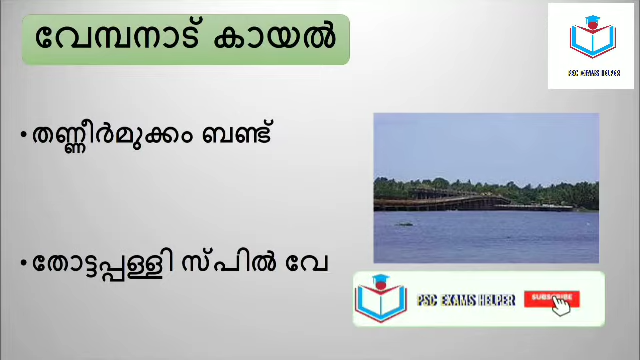 വേമ്പനാട് കായൽ
PSC EXAMS HELPER
• തണ്ണീർമുക്കം ബണ്ട്
• തോട്ടപ്പള്ളി സ്പിൽ വേ
PSC EXAMS HELPER
SUBSCRIBE